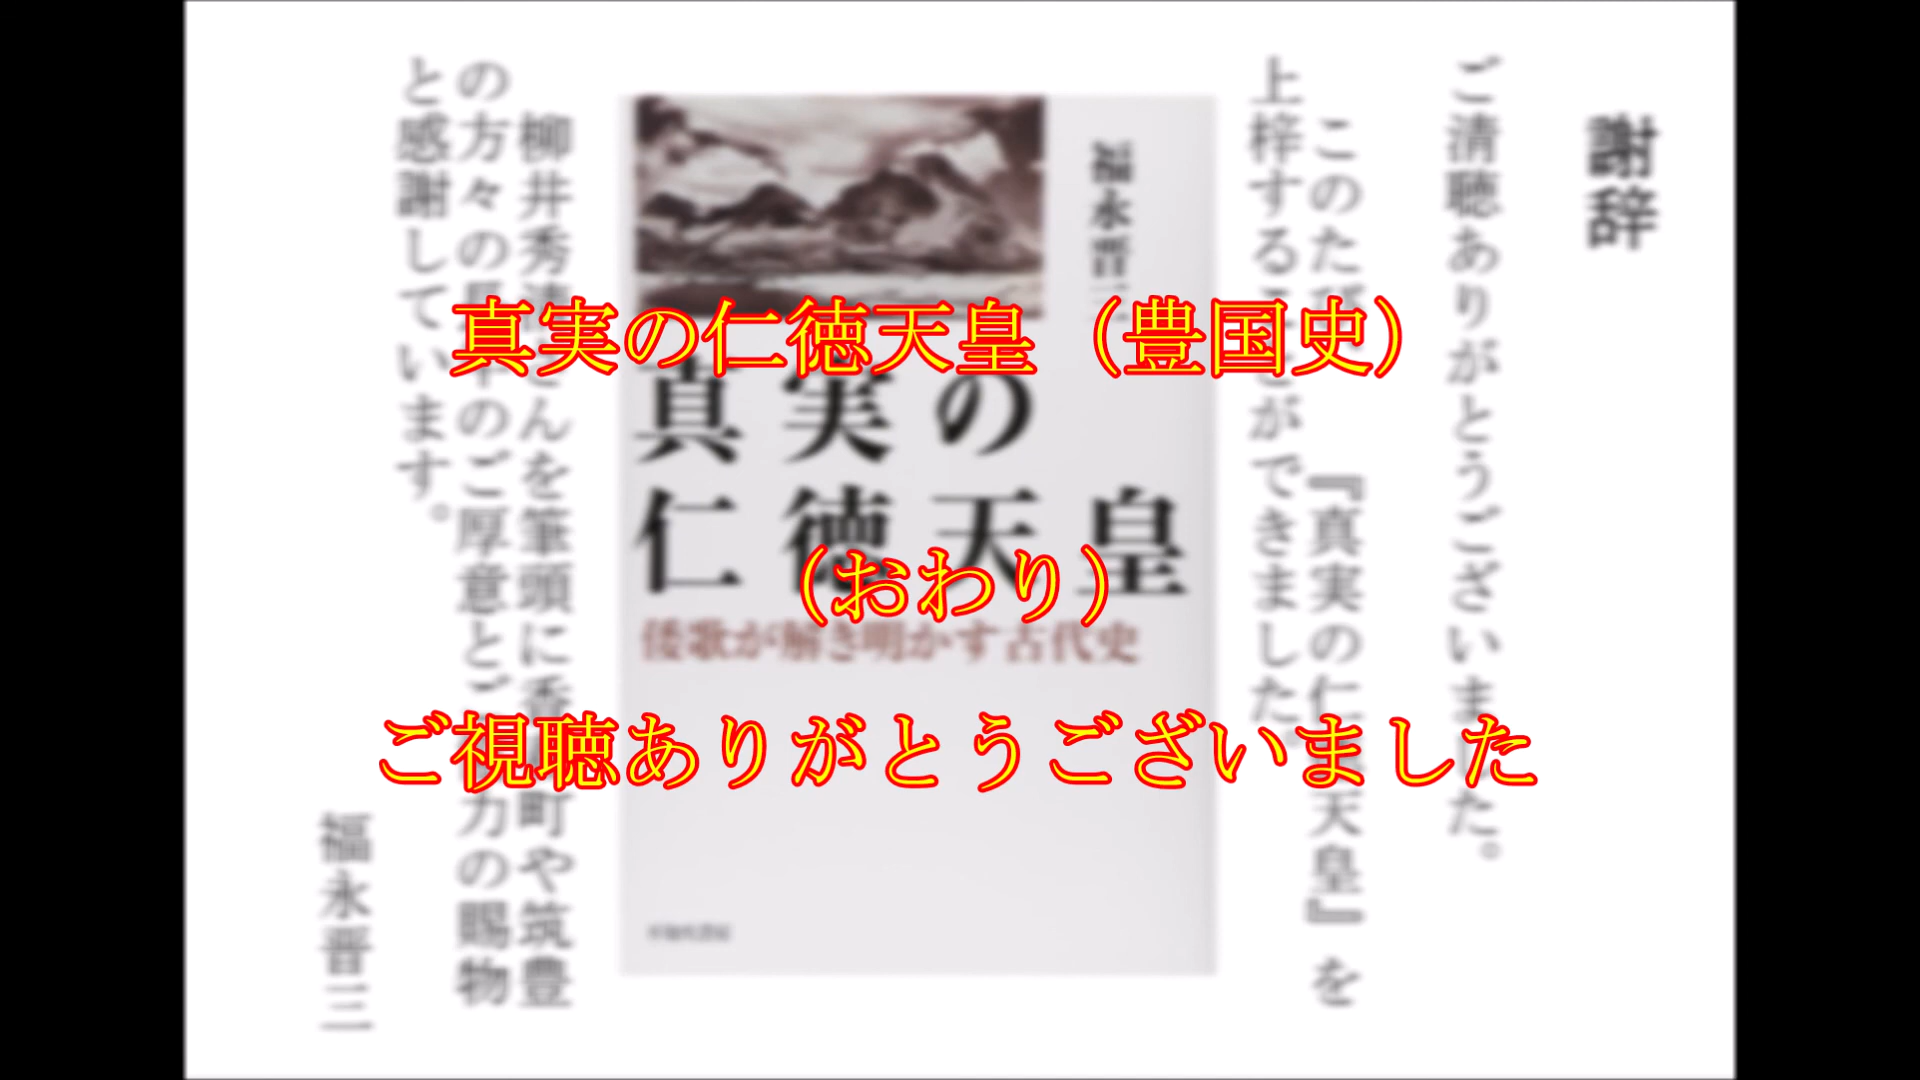 真実の仁徳天皇（豊国史）
（おわり）
ご視聴ありがとうございました
謝辞
ご清聴ありがとうございました。
このたび『真実の仁徳天皇』を
上梓することができました。
福永晋三
真実の
仁徳天皇
倭歌が解き明かす古代史
柳井秀清さんを筆頭に香春町や筑豊
の方々の長年のご厚意とご協力の賜物
と感謝しています。
福永晋三